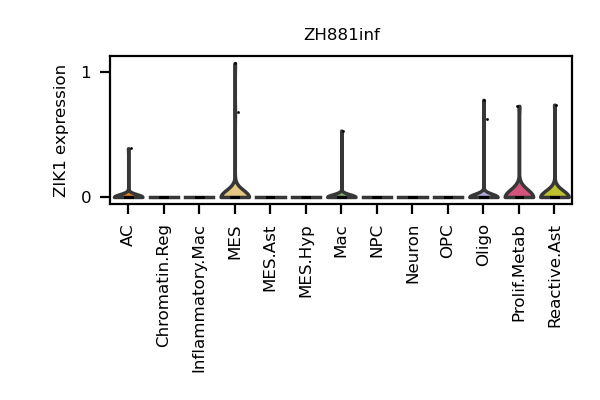 ZH881inf
ZIK1 expression
1
0
AC
Chromatin.Reg
Inflammatory.Mac
MES
MES.Ast
MES.Hyp
Mac
NPC
Neuron
OPC
Oligo
Prolif.Metab
Reactive.Ast